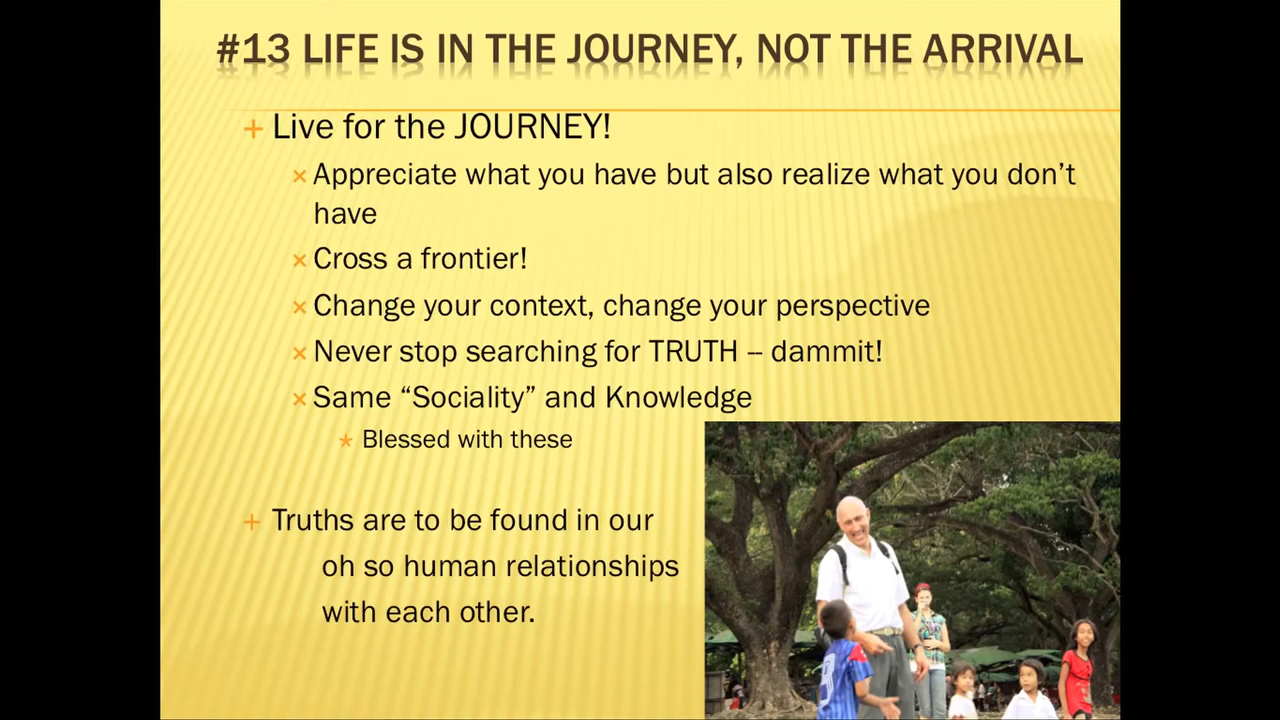 #13 LIFE IS IN THE JOURNEY, NOT THE ARRIVAL
Live for the JOURNEY!
Appreciate what you have but also realize what you don’t
have
Cross a frontier!
Change your context, change your perspective
Never stop searching for TRUTH – dammit!
Same “Sociality” and Knowledge
Blessed with these
Truths are to be found in our
oh so human relationships
with each other.
8